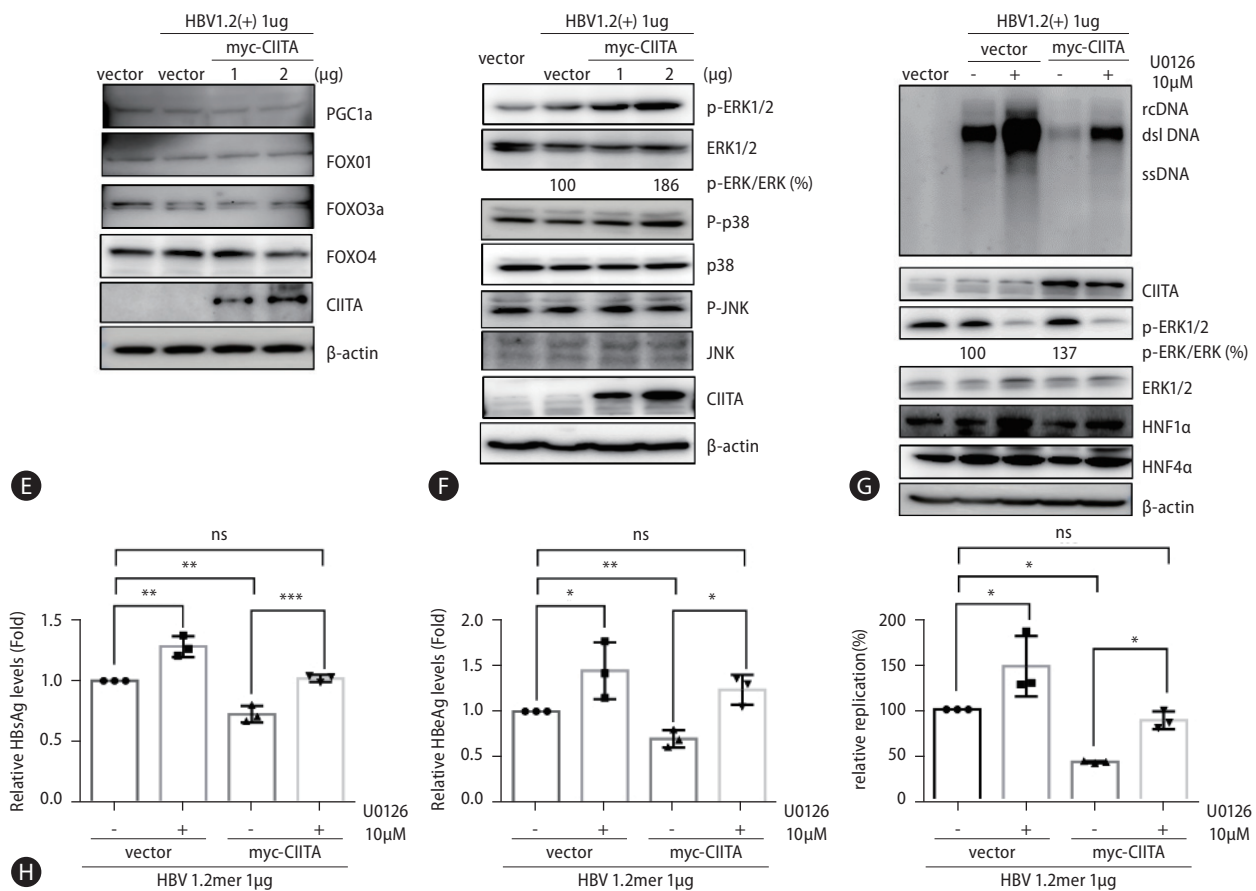 HBV1.2(+) 1ug
myc-CIITA
vector vector 1 2 (µg)
PGC1a
FOX01
FOXO3a
FOXO4
CIITA
β-actin
E
HBV1.2(+) 1ug
myc-CIITA
vector vector 1 2 (µg)
p-ERK1/2
ERK1/2
100 186 p-ERK/ERK (%)
P-p38
p38
P-JNK
JNK
CIITA
β-actin
F
HBV1.2(+) 1ug
vector myc-CIITA
vector - + - + U0126
10µM
rcDNA
dsl DNA
ssDNA
CIITA
p-ERK1/2
100 137 p-ERK/ERK (%)
ERK1/2
HNF1α
HNF4α
β-actin
G
Relative HBsAg levels (Fold)
1.5
1.0
0.5
0.0
ns
**
**
***
- + - + U0126
10µM
vector myc-CIITA
HBV 1.2mer 1µg
Relative HBeAg levels (Fold)
2.0
1.5
1.0
0.5
0.0
ns
**
*
*
- + - + U0126
10µM
vector myc-CIITA
HBV 1.2mer 1µg
relative replication(%)
200
150
100
50
0
ns
*
*
*
- + - + U0126
10µM
vector myc-CIITA
HBV 1.2mer 1µg
H